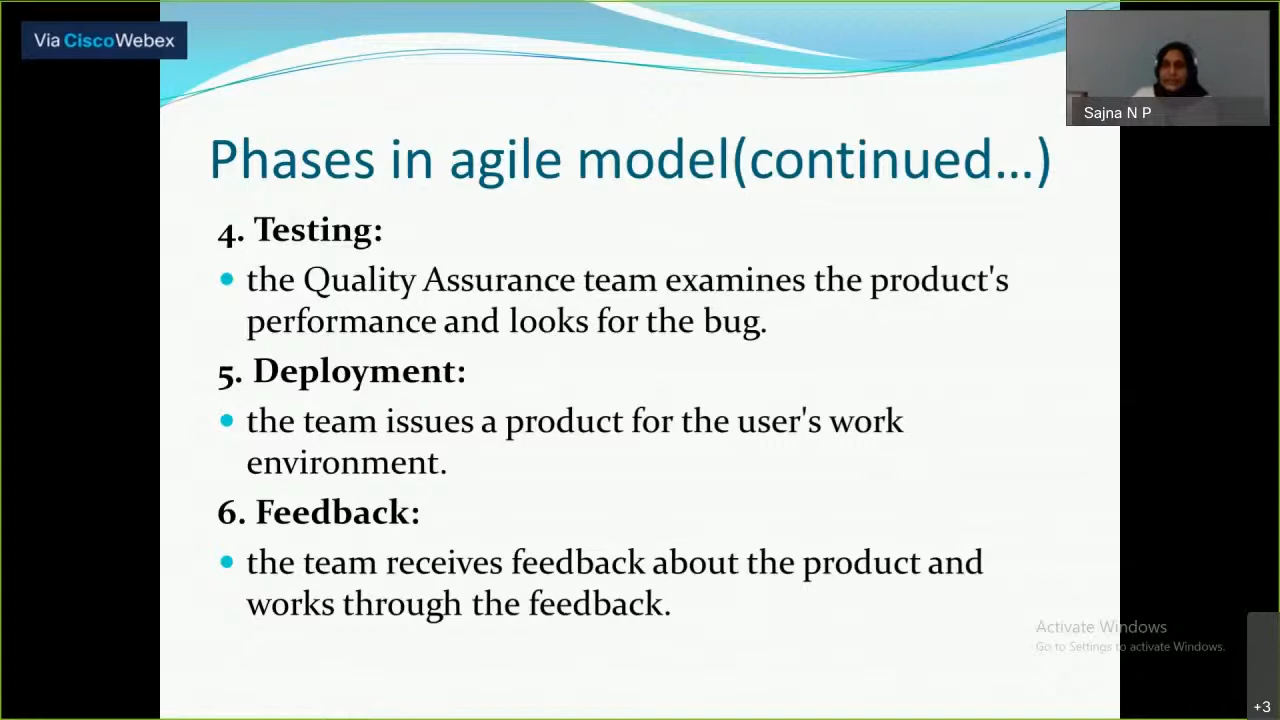 Via CiscoWebex
Sajna N P
Phases in agile model(continued...)
4. Testing:
• the Quality Assurance team examines the product's
performance and looks for the bug.
5. Deployment:
• the team issues a product for the user's work
environment.
6. Feedback:
• the team receives feedback about the product and
works through the feedback.
Activate Windows
Go to Settings to activate Windows.
+3